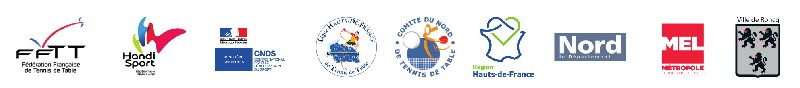 FFTT
Fédération Française
de Tennis de Table
Handi
Sport
CNDS
Ligue HAUTS-DE-FRANCE
de Tennis de Table
COMITE DU NORD
DE TENNIS DE TABLE
Région
Hauts-de-France
Nord
le Département
MEL
MÉTROPOLE
Ville de Roncq